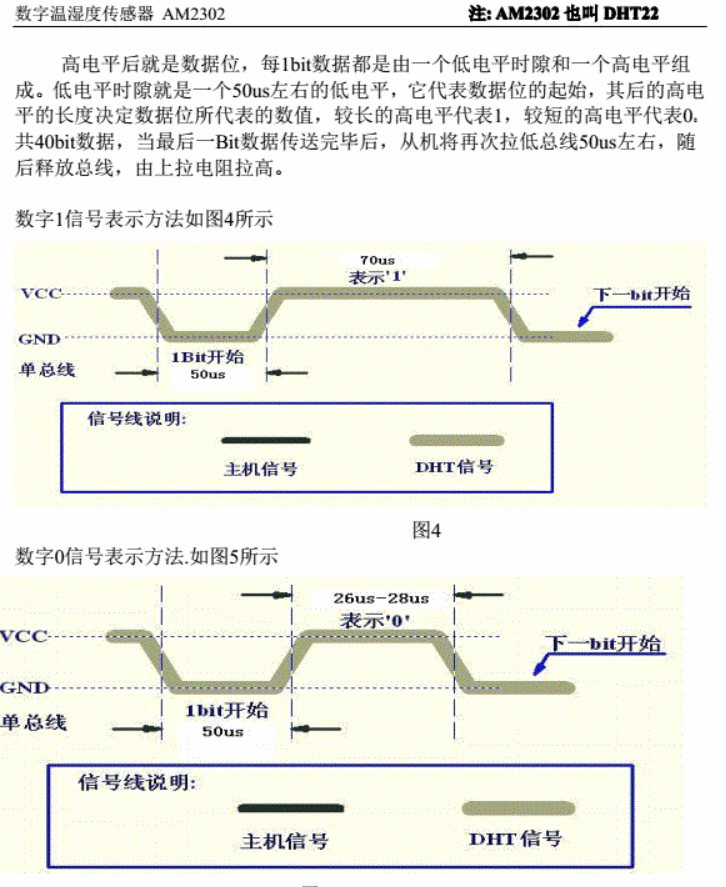 数字温湿度传感器 AM2302 注: AM2302 也叫 DHT22
高电平后就是数据位，每1bit数据都是由一个低电平时隙和一个高电平组
成。低电平时隙就是一个50us左右的低电平，它代表数据位的起始，其后的高电
平的长度决定数据位所代表的数值，较长的高电平代表1，较短的高电平代表0。
共40bit数据，当最后一Bit数据传送完毕后，从机将再次拉低总线50us左右，随
后释放总线，由上拉电阻拉高。
数字1信号表示方法如图4所示
70us
表示'1'
VCC
下一bit开始
GND
1Bit开始
单总线
50us
信号线说明:
主机信号 DHT信号
图4
数字0信号表示方法.如图5所示
26us-28us
表示'0'
VCC
下一bit开始
GND
1bit开始
单总线
50us
信号线说明:
主机信号 DHT信号